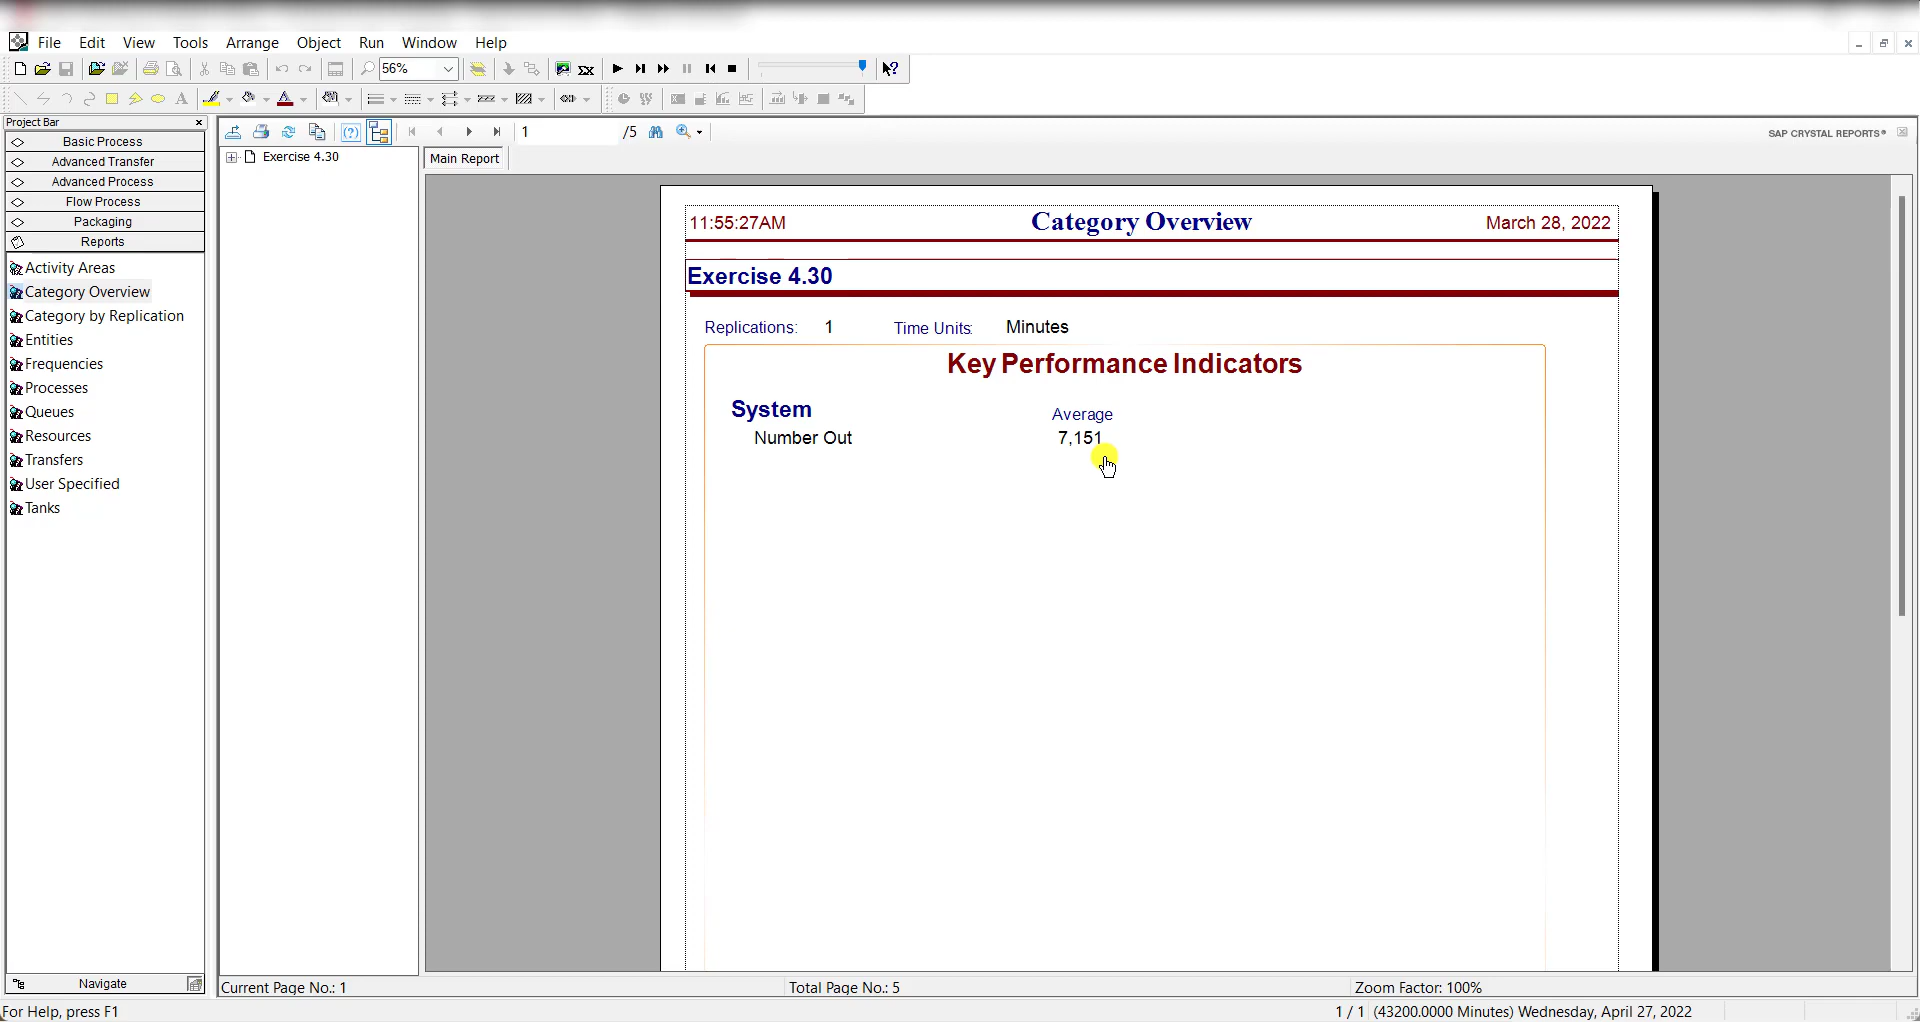 File Edit View Tools Arrange Object Run Window Help
56%
Project Bar
Basic Process
Advanced Transfer
Advanced Process
Flow Process
Packaging
Reports
Activity Areas
Category Overview
Category by Replication
Entities
Frequencies
Processes
Queues
Resources
Transfers
User Specified
Tanks
Navigate
1 /5
SAP CRYSTAL REPORTS®
Exercise 4.30
Main Report
11:55:27AM Category Overview March 28, 2022
Exercise 4.30
Replications: 1 Time Units: Minutes
Key Performance Indicators
System Average
Number Out 7,151
Current Page No.: 1 Total Page No.: 5 Zoom Factor: 100%
For Help, press F1 1 / 1 (43200.0000 Minutes) Wednesday, April 27, 2022